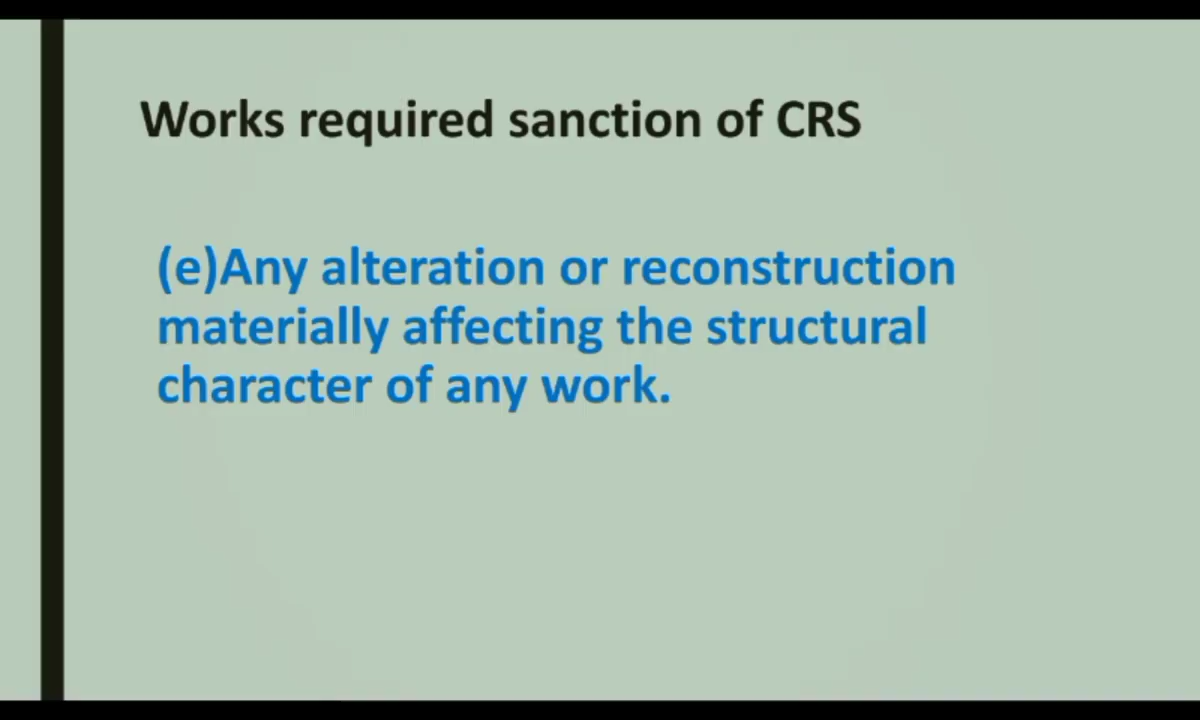 Works required sanction of CRS
(e)Any alteration or reconstruction
materially affecting the structural
character of any work.